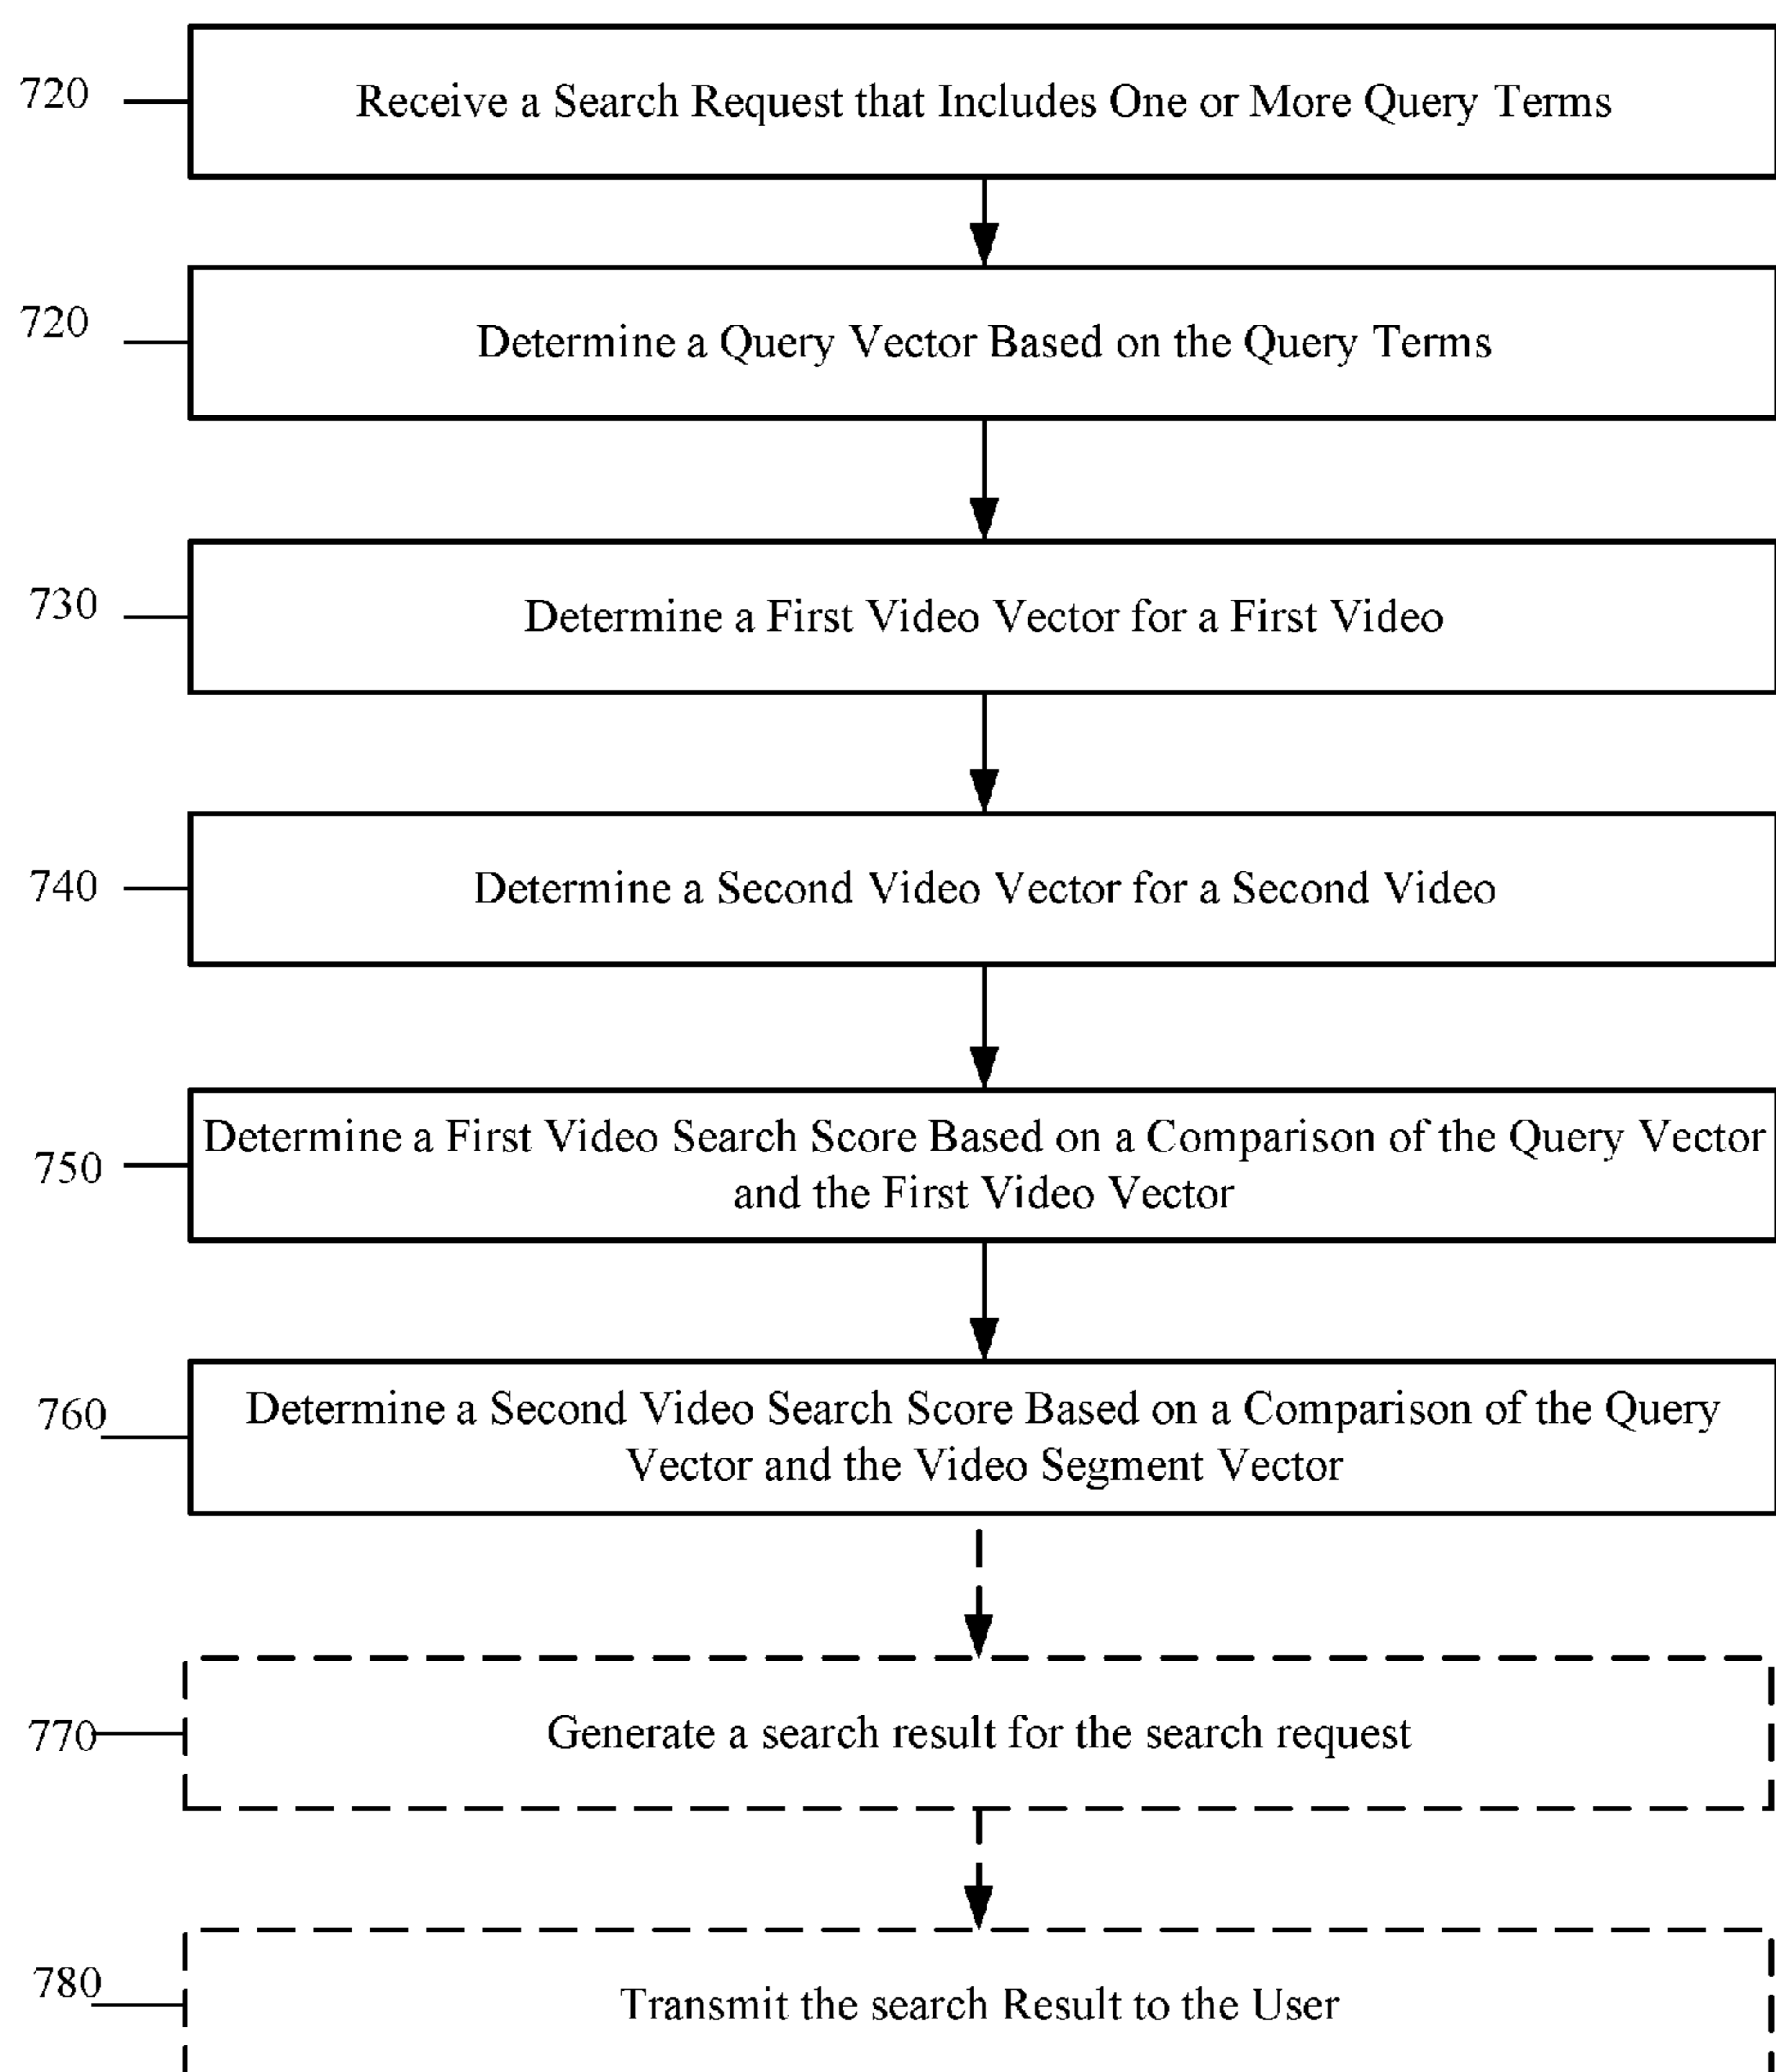 720
Receive a Search Request that Includes One or More Query Terms
720
Determine a Query Vector Based on the Query Terms
730
Determine a First Video Vector for a First Video
740
Determine a Second Video Vector for a Second Video
750
Determine a First Video Search Score Based on a Comparison of the Query Vector
and the First Video Vector
760
Determine a Second Video Search Score Based on a Comparison of the Query
Vector and the Video Segment Vector
770
Generate a search result for the search request
780
Transmit the search Result to the User